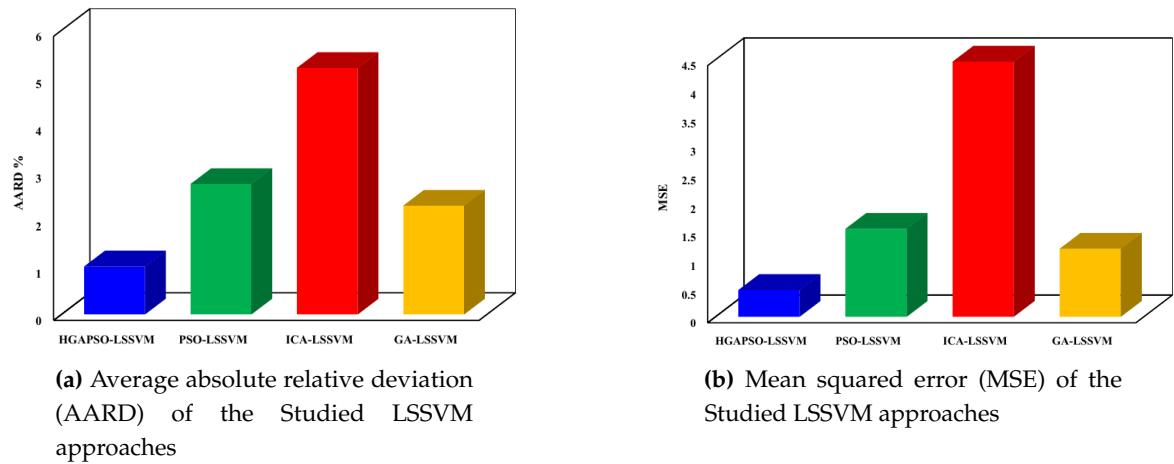 6
5
4
3
2
1
0
AARD %
HGAPSO-LSSVM PSO-LSSVM ICA-LSSVM GA-LSSVM
(a) Average absolute relative deviation
(AARD) of the Studied LSSVM
approaches
4.5
4
3.5
3
2.5
2
1.5
1
0.5
0
MSE
HGAPSO-LSSVM PSO-LSSVM ICA-LSSVM GA-LSSVM
(b) Mean squared error (MSE) of the
Studied LSSVM approaches